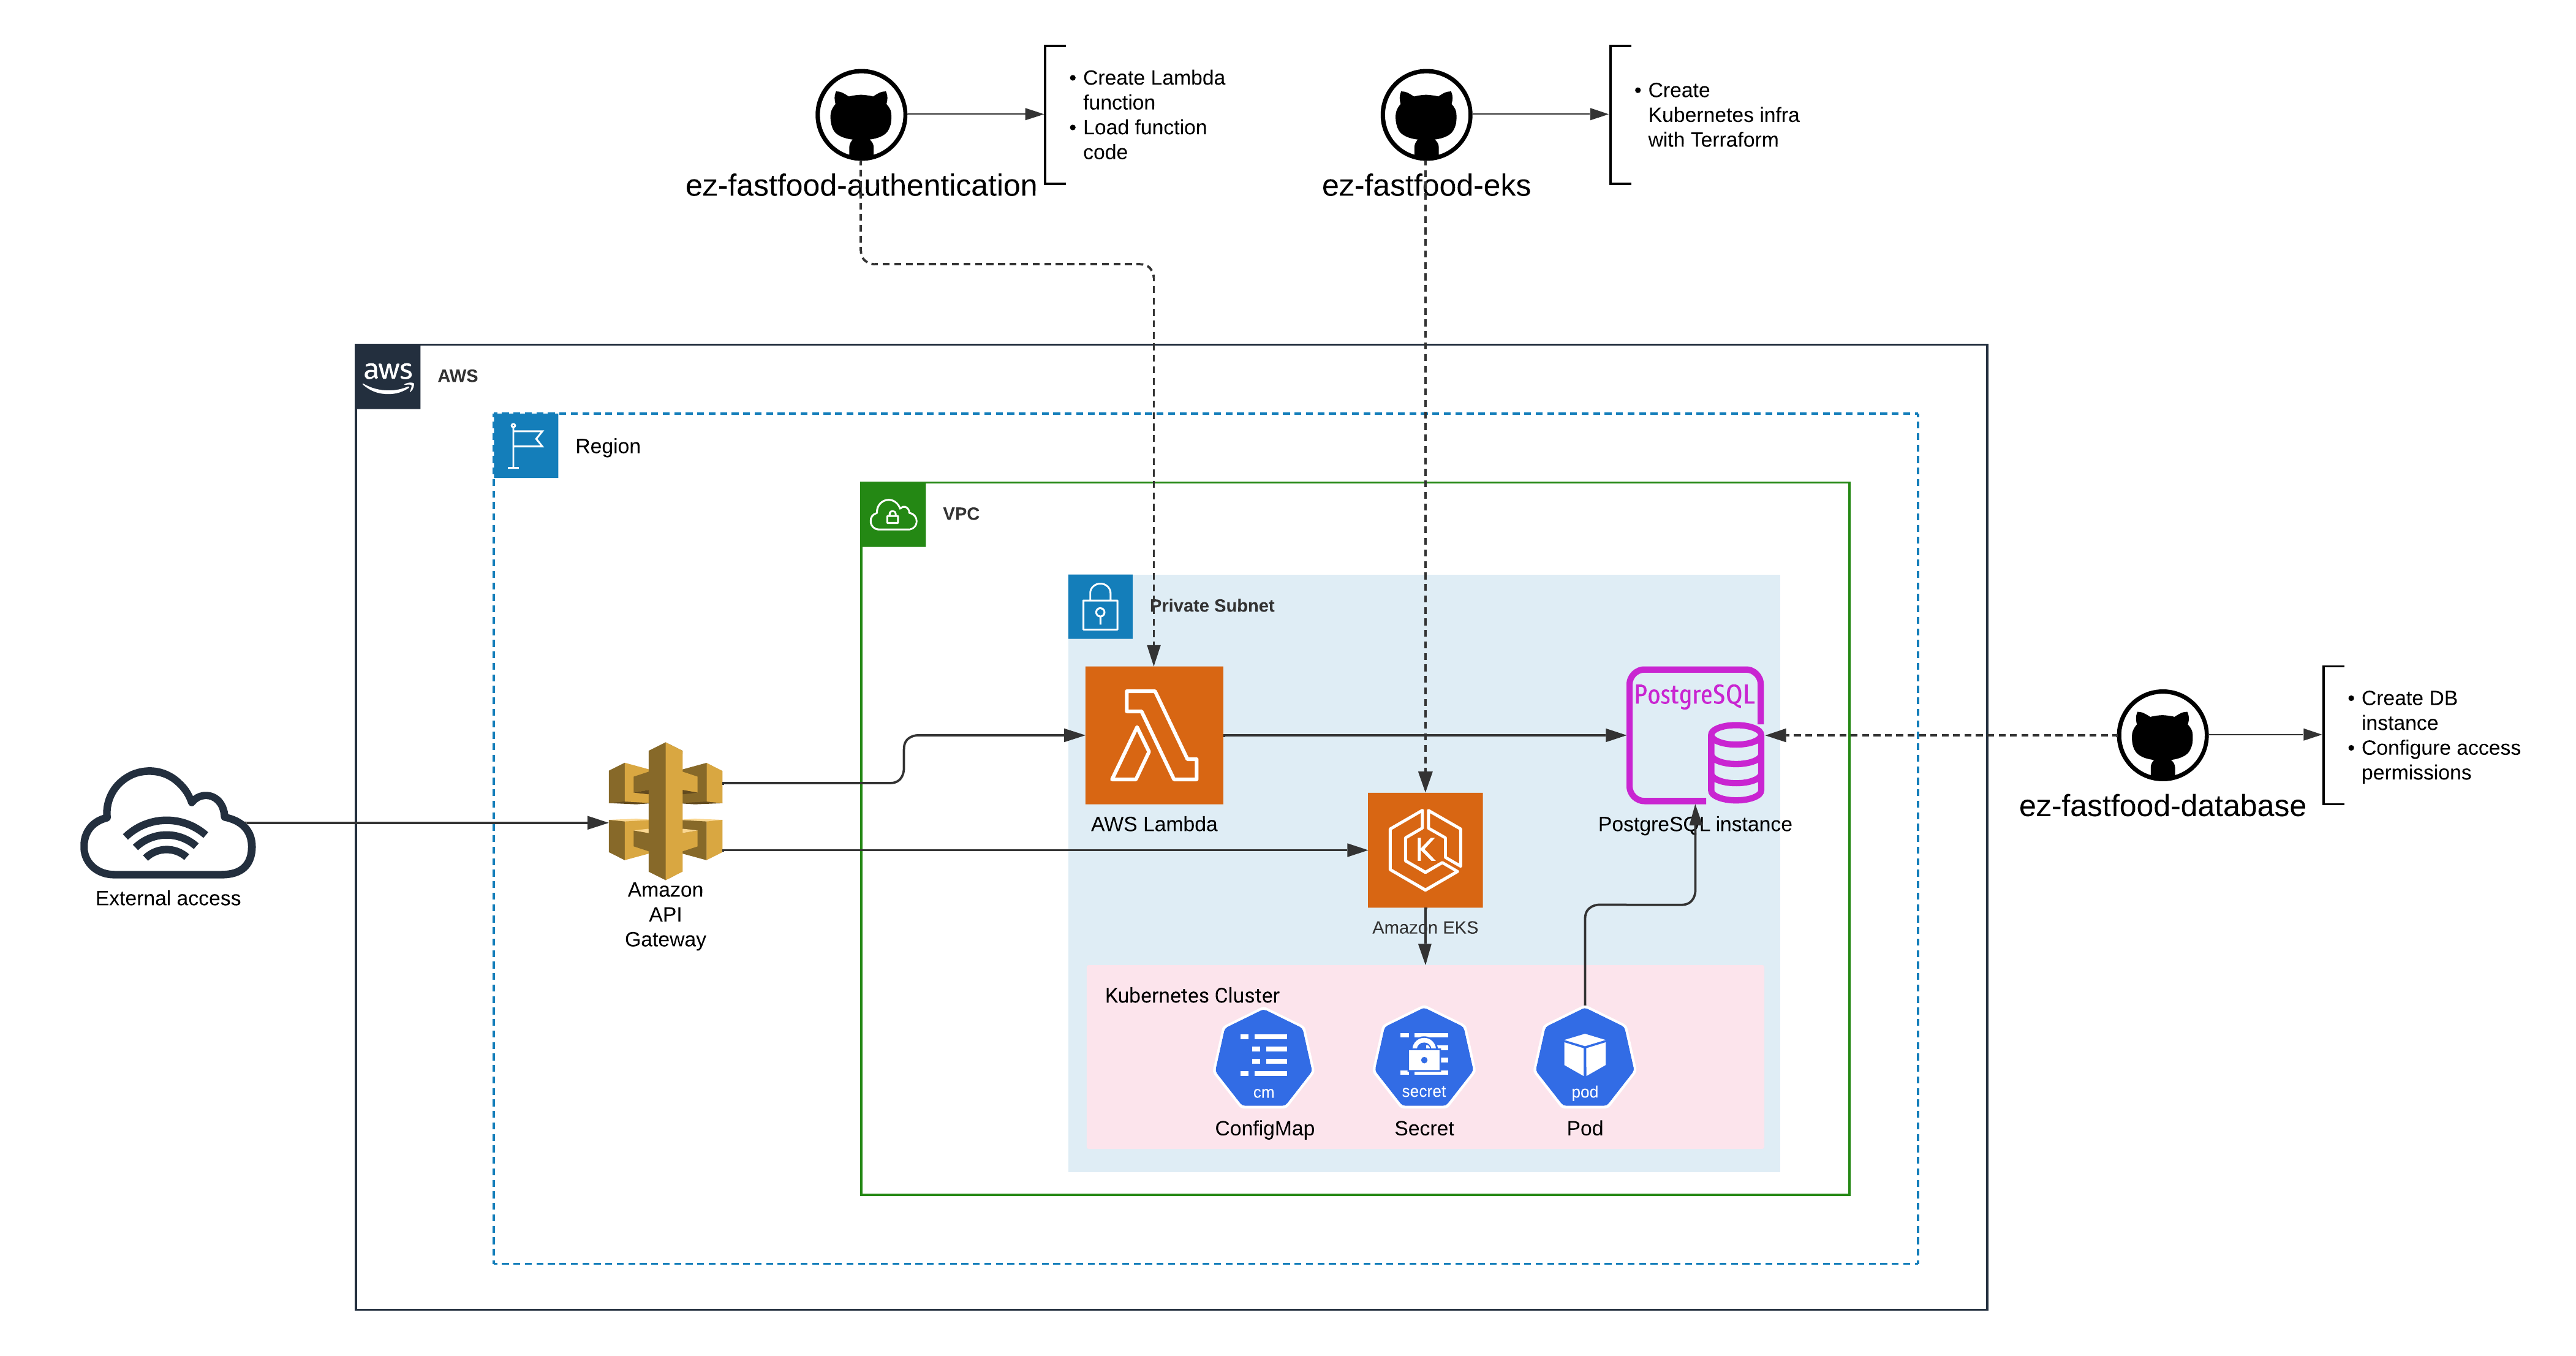 • Create Lambda
function
• Load function
code
ez-fastfood-authentication
• Create
Kubernetes infra
with Terraform
ez-fastfood-eks
aws
AWS
Region
VPC
Private Subnet
PostgreSQL
AWS Lambda
PostgreSQL instance
• Create DB
instance
• Configure access
permissions
ez-fastfood-database
External access
Amazon
API
Gateway
K
Amazon EKS
Kubernetes Cluster
cm
secret
pod
ConfigMap
Secret
Pod